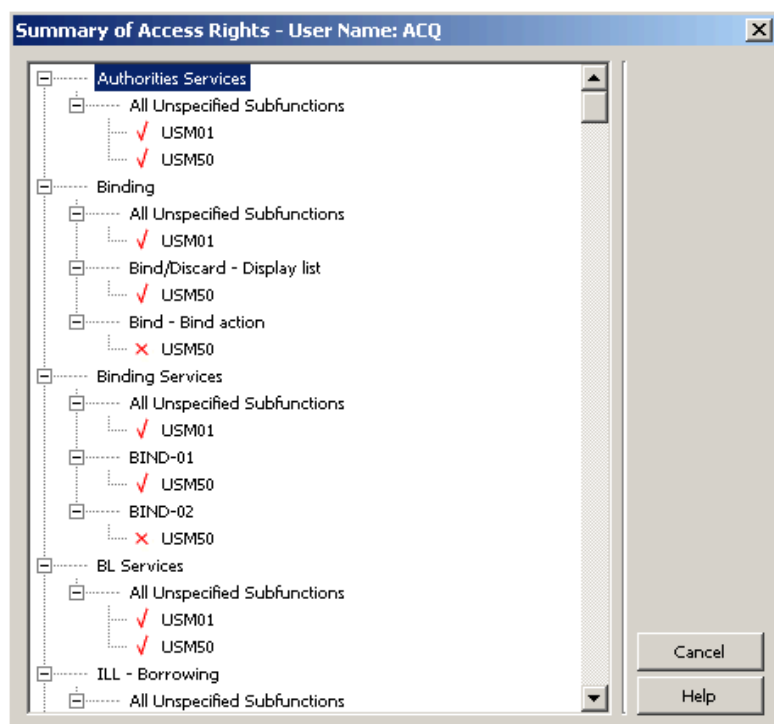 Summary of Access Rights - User Name: ACQ
Authorities Services
All Unspecified Subfunctions
USM01
USM50
Binding
All Unspecified Subfunctions
USM01
Bind/Discard - Display list
USM50
Bind - Bind action
USM50
Binding Services
All Unspecified Subfunctions
USM01
BIND-01
USM50
BIND-02
USM50
BL Services
All Unspecified Subfunctions
USM01
USM50
ILL - Borrowing
All Unspecified Subfunctions
Cancel
Help